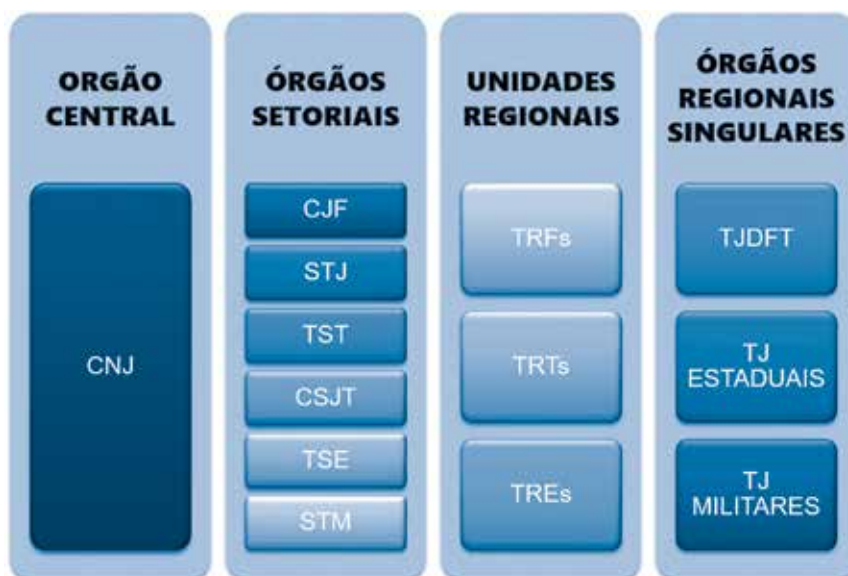 ORGÃO
CENTRAL
CNJ
ÓRGÃOS
SETORIAIS
CJF
STJ
TST
CSJT
TSE
STM
UNIDADES
REGIONAIS
TRFs
TRTs
TREs
ÓRGÃOS
REGIONAIS
SINGULARES
TJDFT
TJ
ESTADUAIS
TJ
MILITARES